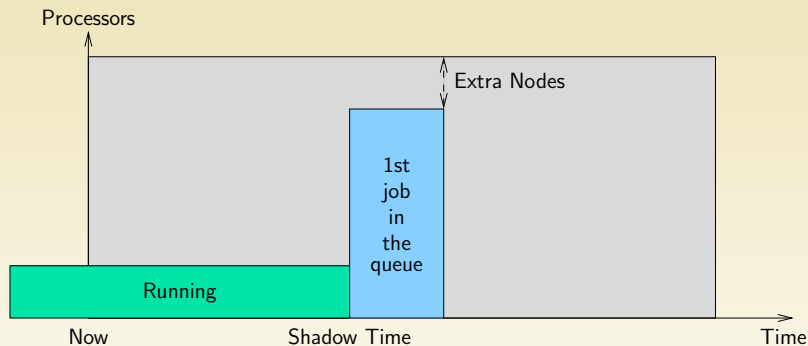 Processors
Extra Nodes
1st
job
in
the
queue
Running
Now
Shadow Time
Time